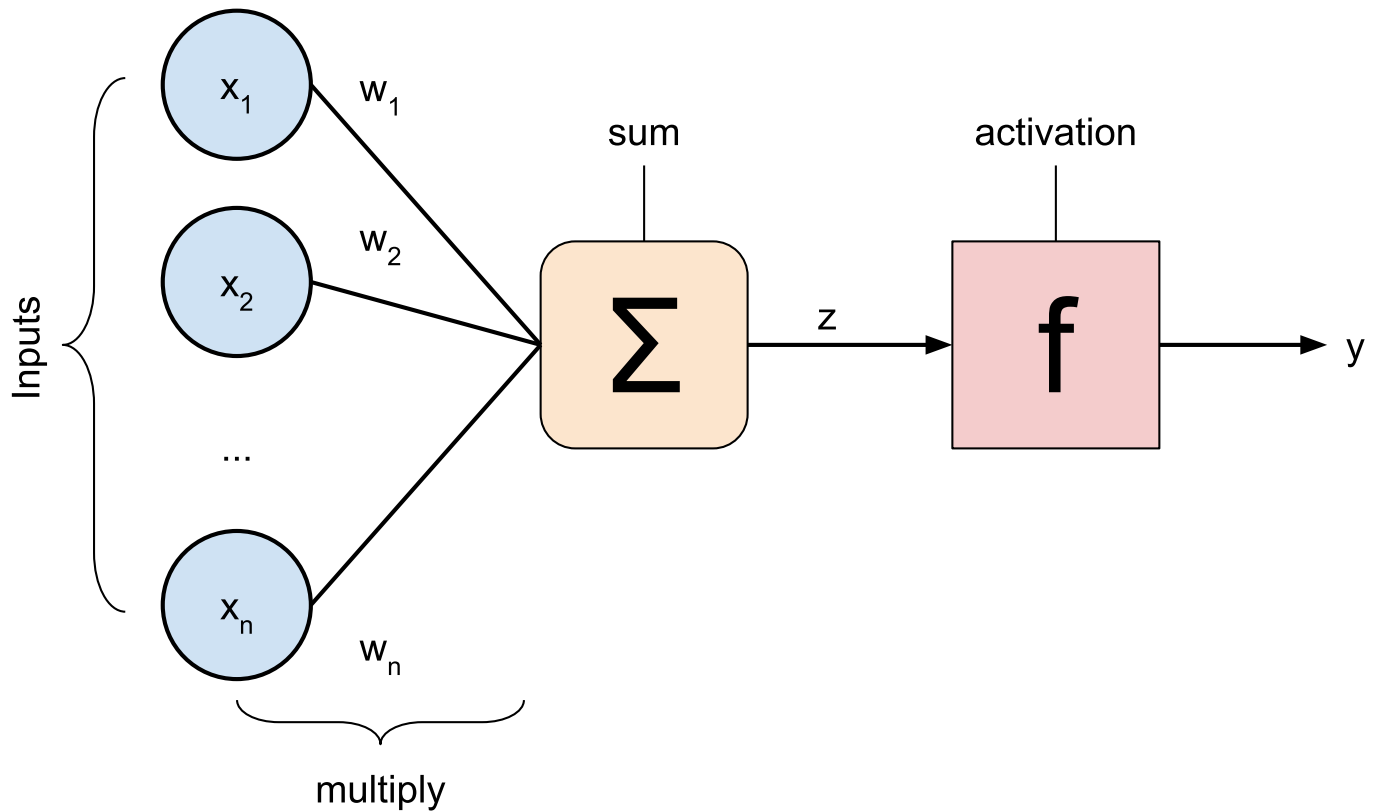 x1
w1
sum
activation
w2
x2
Inputs
Σ
z
f
y
...
xn
wn
multiply